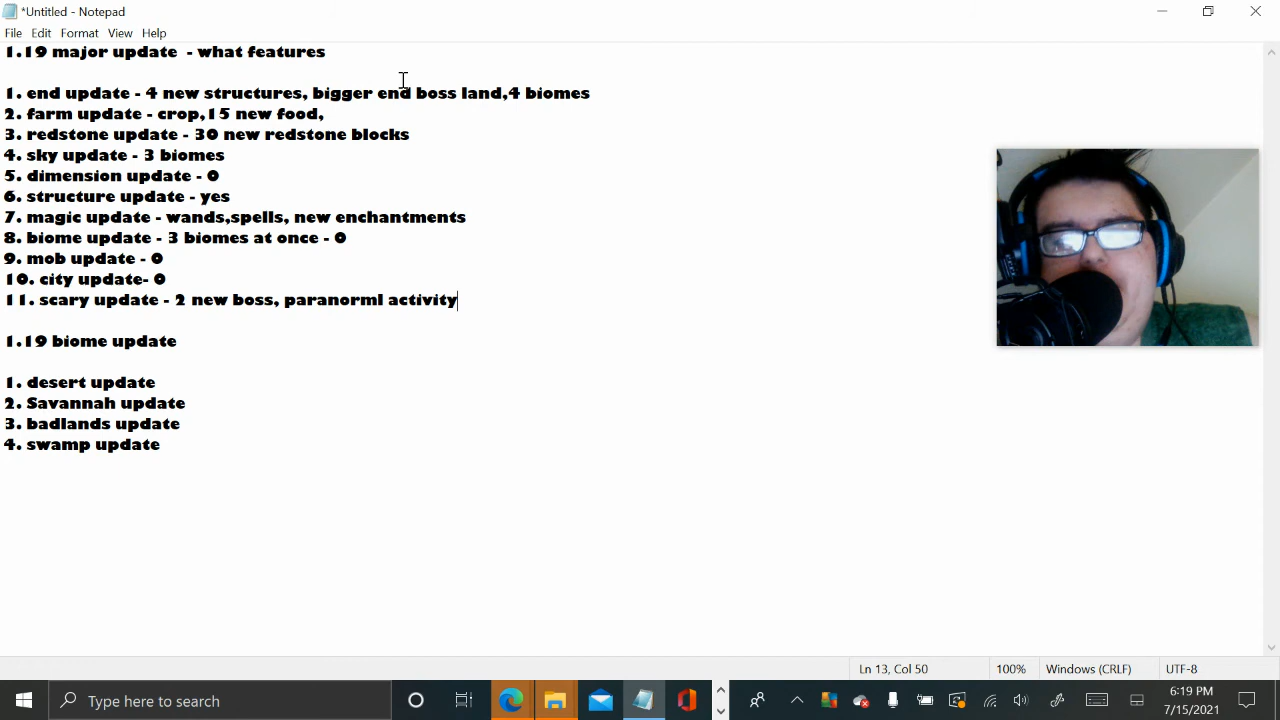 *Untitled - Notepad
File Edit Format View Help
1.19 major update - what features
1. end update - 4 new structures, bigger end boss land,4 biomes
2. farm update - crop,15 new food,
3. redstone update - 30 new redstone blocks
4. sky update - 3 biomes
5. dimension update - 0
6. structure update - yes
7. magic update - wands,spells, new enchantments
8. biome update - 3 biomes at once - 0
9. mob update - 0
10. city update- 0
11. scary update - 2 new boss, paranorml activity
1.19 biome update
1. desert update
2. Savannah update
3. badlands update
4. swamp update
Ln 13, Col 50 100% Windows (CRLF) UTF-8
Type here to search
6:19 PM
7/15/2021